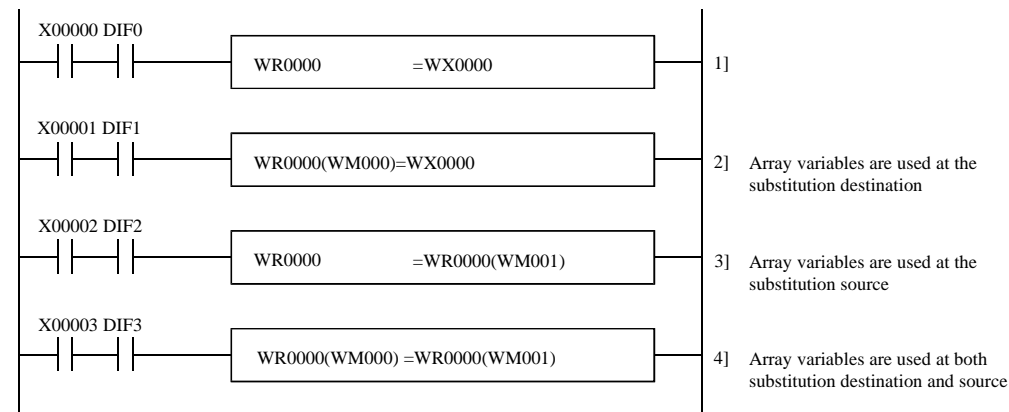 X00000 DIF0
WR0000 =WX0000 1]
X00001 DIF1
WR0000(WM000)=WX0000 2] Array variables are used at the
substitution destination
X00002 DIF2
WR0000 =WR0000(WM001) 3] Array variables are used at the
substitution source
X00003 DIF3
WR0000(WM000) =WR0000(WM001) 4] Array variables are used at both
substitution destination and source